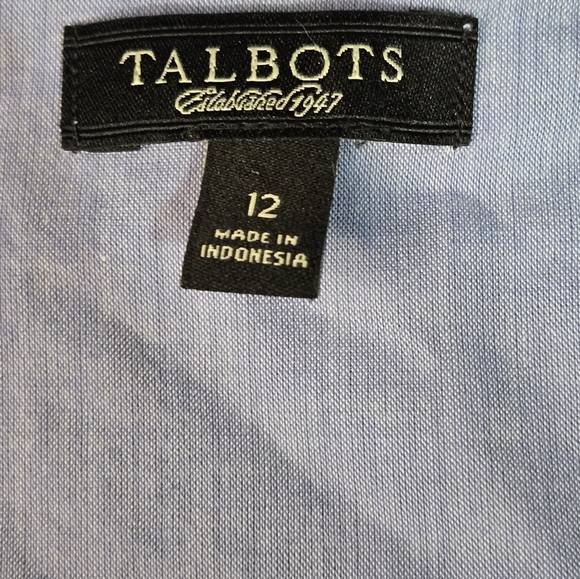 TALBOTS
Established 1947
12
MADE IN
INDONESIA